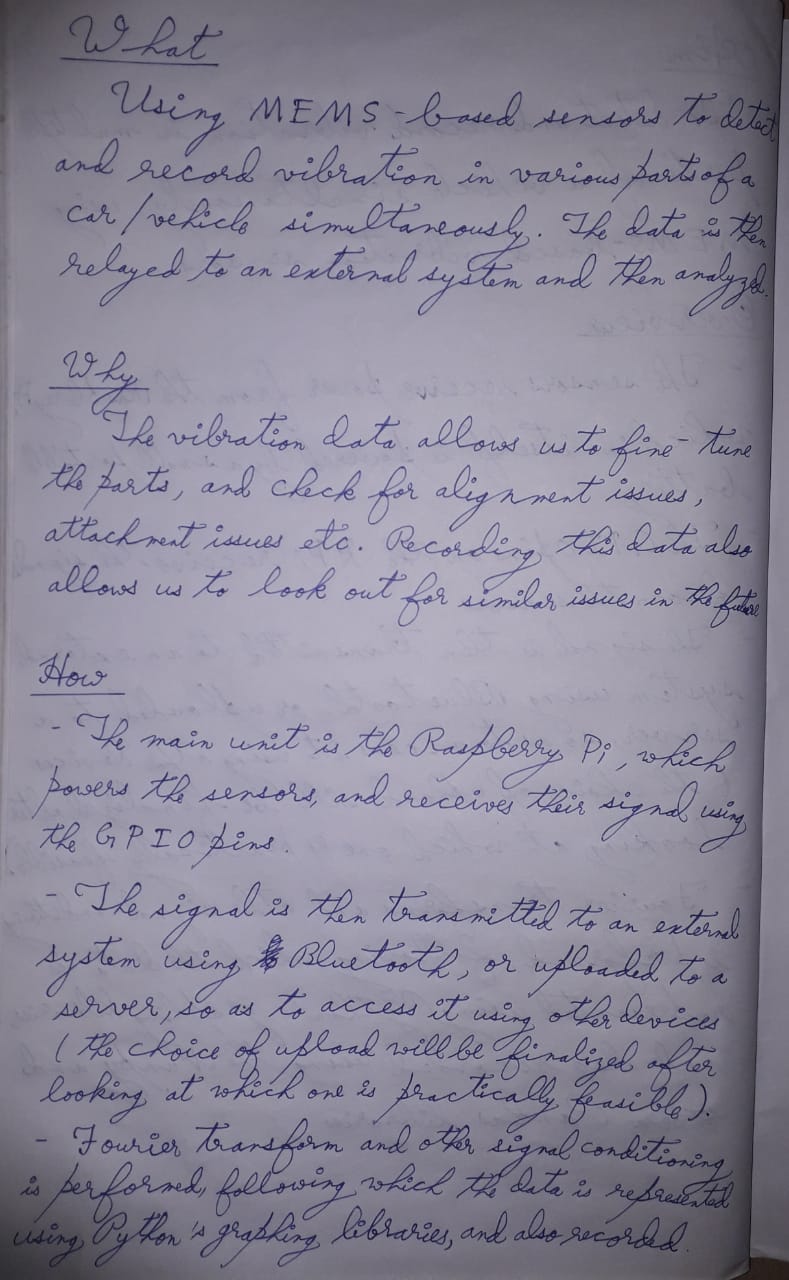 What
Using MEMS-based sensors to detect
and record vibration in various parts of a
car/vehicle simultaneously. The data is then
relayed to an external system and then analyzed.
Why
The vibration data allows us to fine-tune
the parts, and check for alignment issues,
attachment issues etc. Recording this data also
allows us to look out for similar issues in the future
How
- The main unit is the Raspberry Pi, which
powers the sensors, and receives their signal using
the GPIO pins.
- The signal is then transmitted to an external
system using Bluetooth, or uploaded to a
server, so as to access it using other devices
(the choice of upload will be finalized after
looking at which one is practically feasible).
- Fourier transform and other signal conditioning
is performed, following which the data is represented
using Python's graphing libraries, and also recorded.